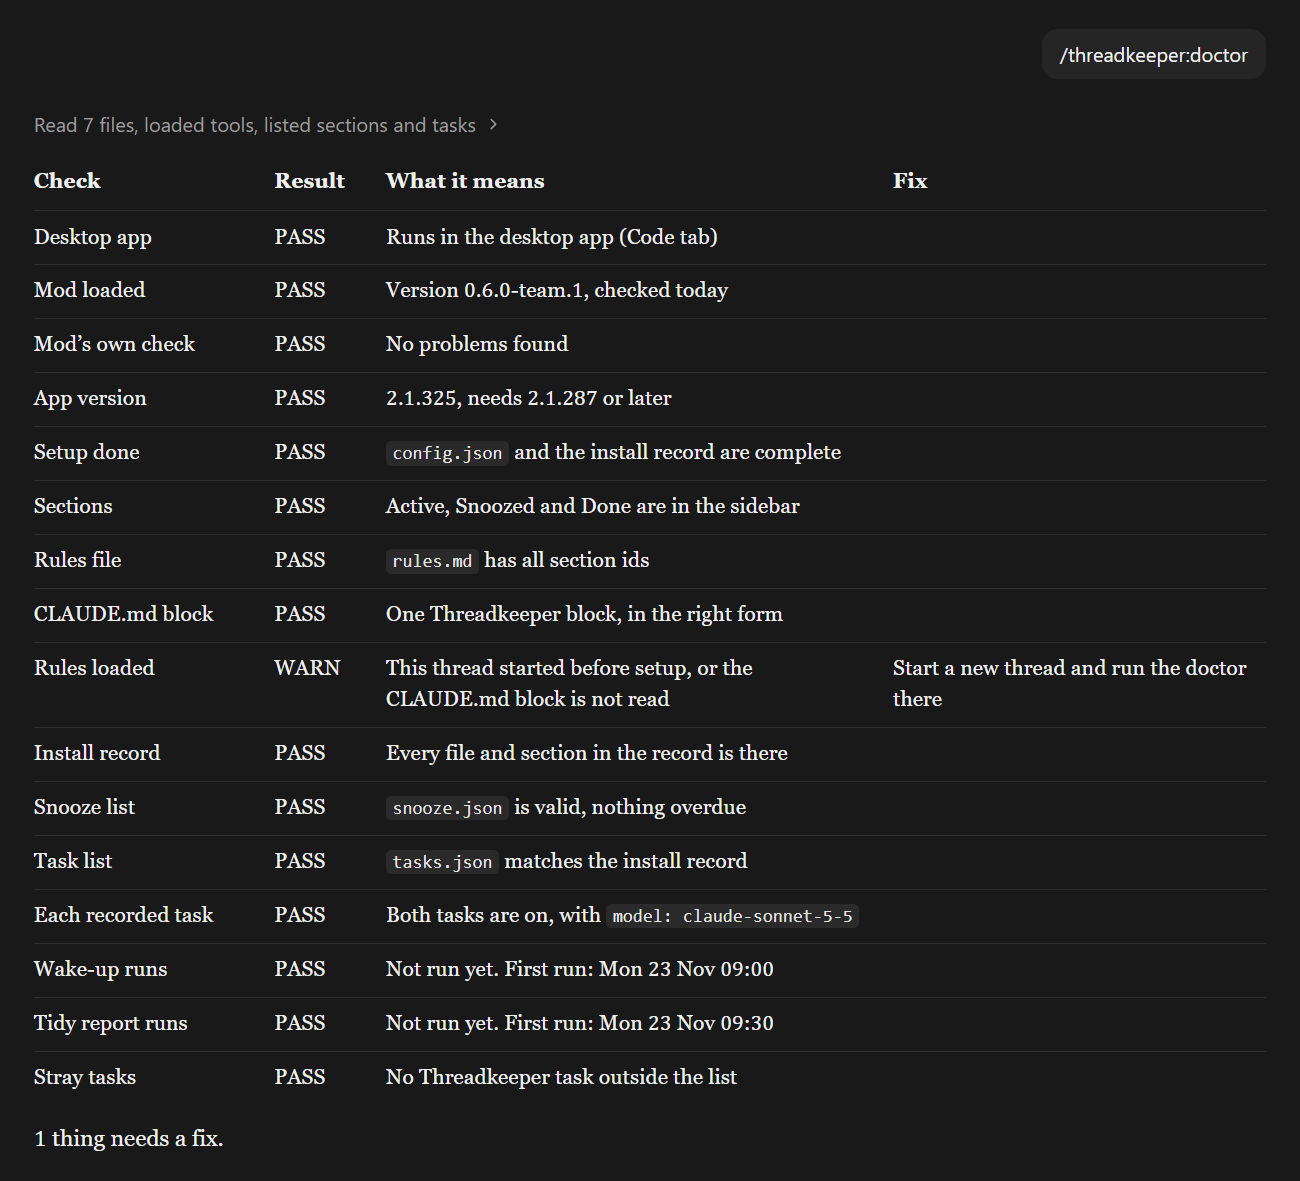 /threadkeeper:doctor
Read 7 files, loaded tools, listed sections and tasks
Check Result What it means Fix
Desktop app PASS Runs in the desktop app (Code tab)
Mod loaded PASS Version 0.6.0-team.1, checked today
Mod’s own check PASS No problems found
App version PASS 2.1.325, needs 2.1.287 or later
Setup done PASS config.json and the install record are complete
Sections PASS Active, Snoozed and Done are in the sidebar
Rules file PASS rules.md has all section ids
CLAUDE.md block PASS One Threadkeeper block, in the right form
Rules loaded WARN This thread started before setup, or the Start a new thread and run the doctor
CLAUDE.md block is not read there
Install record PASS Every file and section in the record is there
Snooze list PASS snooze.json is valid, nothing overdue
Task list PASS tasks.json matches the install record
Each recorded task PASS Both tasks are on, with model: claude-sonnet-5-5
Wake-up runs PASS Not run yet. First run: Mon 23 Nov 09:00
Tidy report runs PASS Not run yet. First run: Mon 23 Nov 09:30
Stray tasks PASS No Threadkeeper task outside the list
1 thing needs a fix.